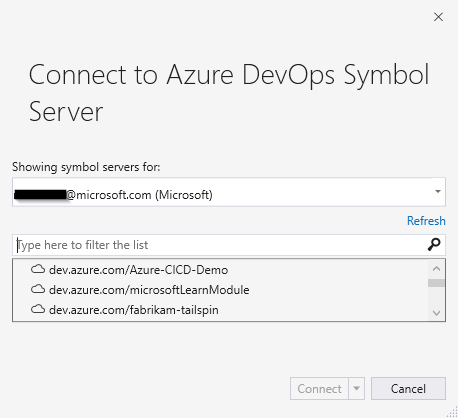 Connect to Azure DevOps Symbol
Server
Showing symbol servers for:
@microsoft.com (Microsoft)
Refresh
Type here to filter the list
dev.azure.com/Azure-CICD-Demo
dev.azure.com/microsoftLearnModule
dev.azure.com/fabrikam-tailspin
Connect
Cancel